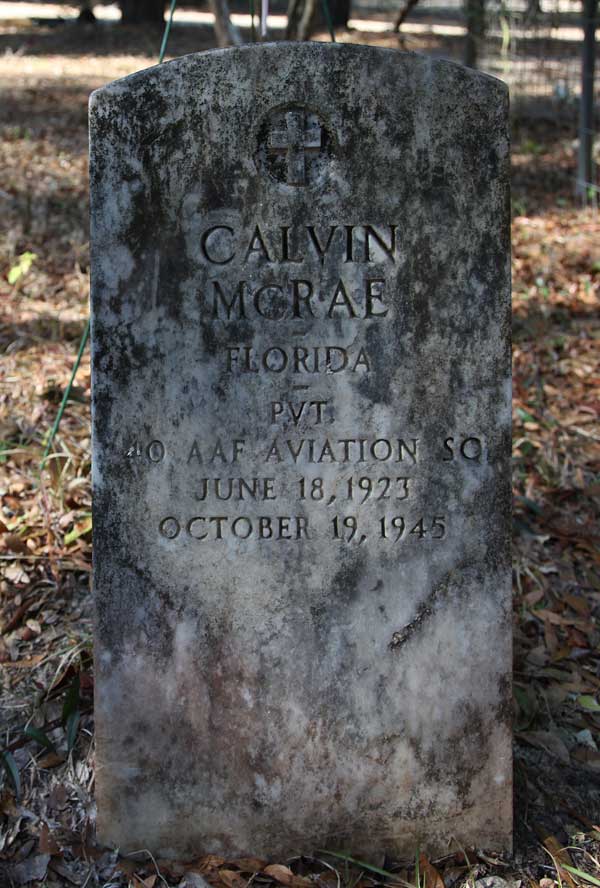 CALVIN
MCRAE
FLORIDA
PVT.
40 AAF AVIATION SQ
JUNE 18, 1923
OCTOBER 19, 1945